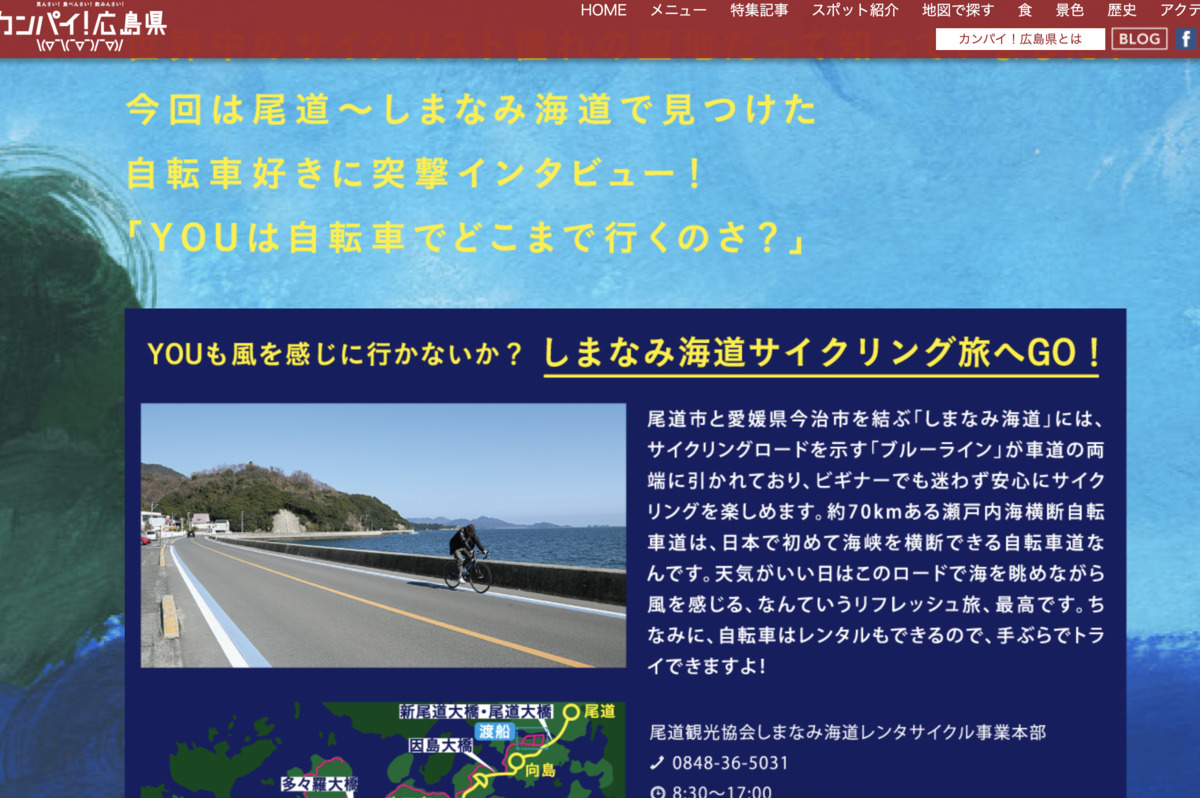 見んさい! 食べんさい! 飲みんさい!
カンパイ!広島県
\(▽ ̄\( ̄▽ ̄)/ ̄▽)/
HOME メニュー 特集記事 スポット紹介 地図で探す 食 景色 歴史 アクテ
カンパイ！広島県とは BLOG f
今回は尾道〜しまなみ海道で見つけた
自転車好きに突撃インタビュー！
「YOUは自転車でどこまで行くのさ？」
YOUも風を感じに行かないか？ しまなみ海道サイクリング旅へGO！
尾道市と愛媛県今治市を結ぶ「しまなみ海道」には、
サイクリングロードを示す「ブルーライン」が車道の両
端に引かれており、ビギナーでも迷わず安心にサイク
リングを楽しめます。約70kmある瀬戸内海横断自転
車道は、日本で初めて海峡を横断できる自転車道な
んです。天気がいい日はこのロードで海を眺めながら
風を感じる、なんていうリフレッシュ旅、最高です。ち
なみに、自転車はレンタルもできるので、手ぶらでトラ
イできますよ！
新尾道大橋・尾道大橋
尾道
渡船
因島大橋
向島
多々羅大橋
尾道観光協会しまなみ海道レンタサイクル事業本部
0848-36-5031
8:30〜17:00